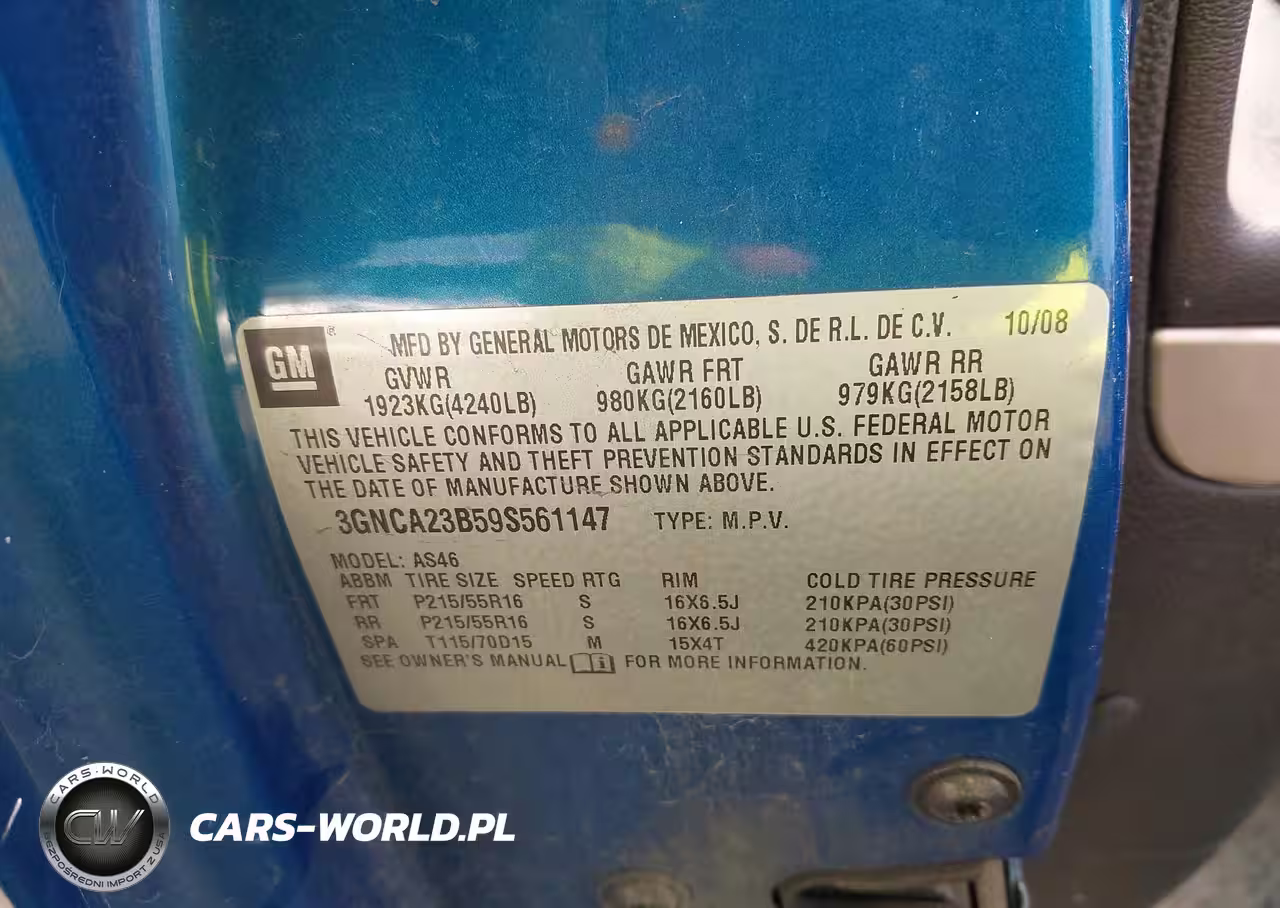 GM ®
MFD BY GENERAL MOTORS DE MEXICO, S. DE R.L. DE C.V. 10/08
GVWR GAWR FRT GAWR RR
1923KG(4240LB) 980KG(2160LB) 979KG(2158LB)
THIS VEHICLE CONFORMS TO ALL APPLICABLE U.S. FEDERAL MOTOR
VEHICLE SAFETY AND THEFT PREVENTION STANDARDS IN EFFECT ON
THE DATE OF MANUFACTURE SHOWN ABOVE.
3GNCA23B59S561147 TYPE: M.P.V.
MODEL: AS46
ABBM TIRE SIZE SPEED RTG RIM COLD TIRE PRESSURE
FRT P215/55R16 S 16X6.5J 210KPA(30PSI)
RR P215/55R16 S 16X6.5J 210KPA(30PSI)
SPA T115/70D15 M 15X4T 420KPA(60PSI)
SEE OWNER'S MANUAL FOR MORE INFORMATION.
CARS-WORLD
CW
BEZPOŚREDNI IMPORT Z USA
CARS-WORLD.PL